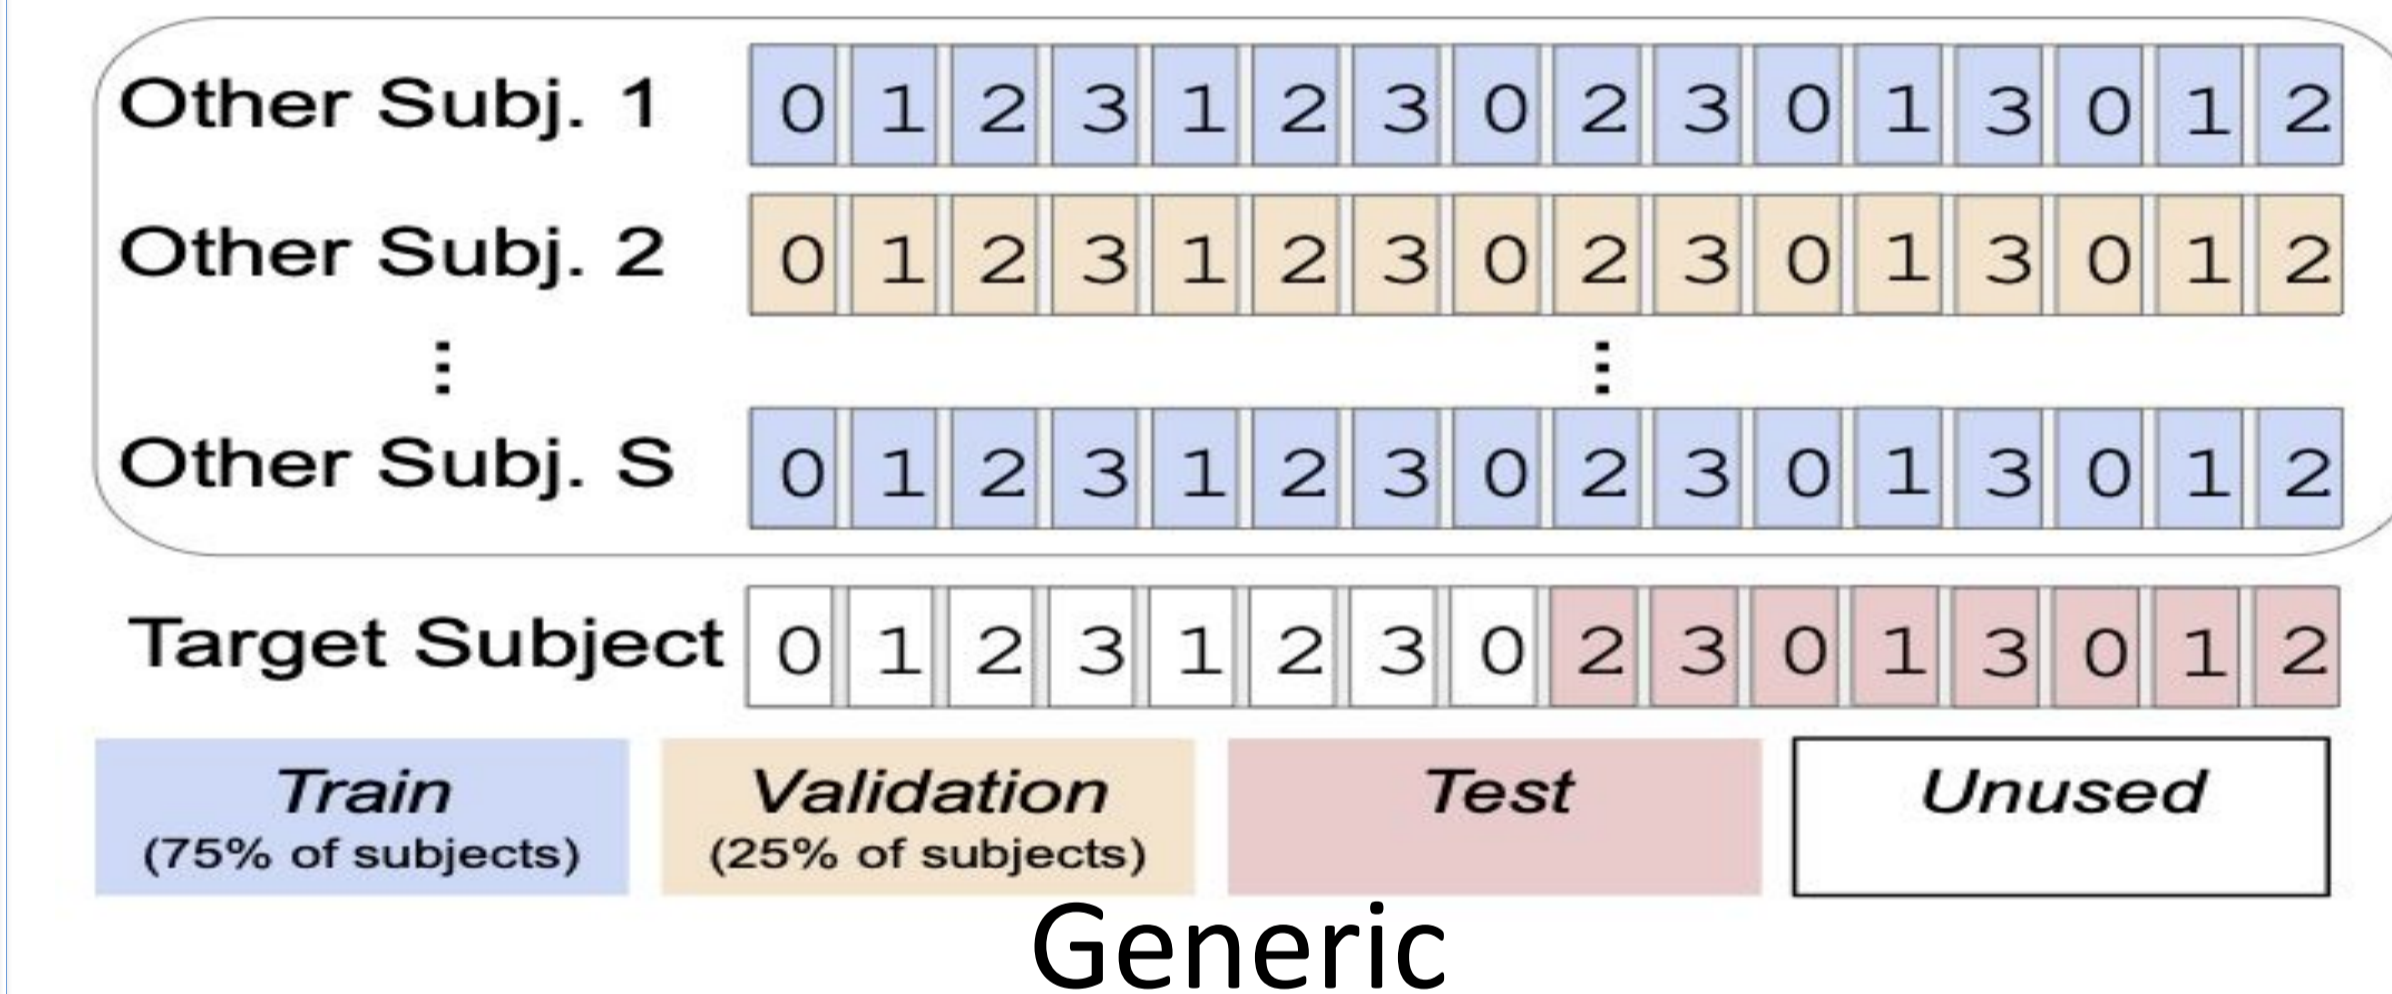 Other Subj. 1 0 1 2 3 1 2 3 0 2 3 0 1 3 0 1 2
Other Subj. 2 0 1 2 3 1 2 3 0 2 3 0 1 3 0 1 2
Other Subj. S 0 1 2 3 1 2 3 0 2 3 0 1 3 0 1 2
Target Subject 0 1 2 3 1 2 3 0 2 3 0 1 3 0 1 2
Train Validation Test Unused
(75% of subjects) (25% of subjects)
Generic